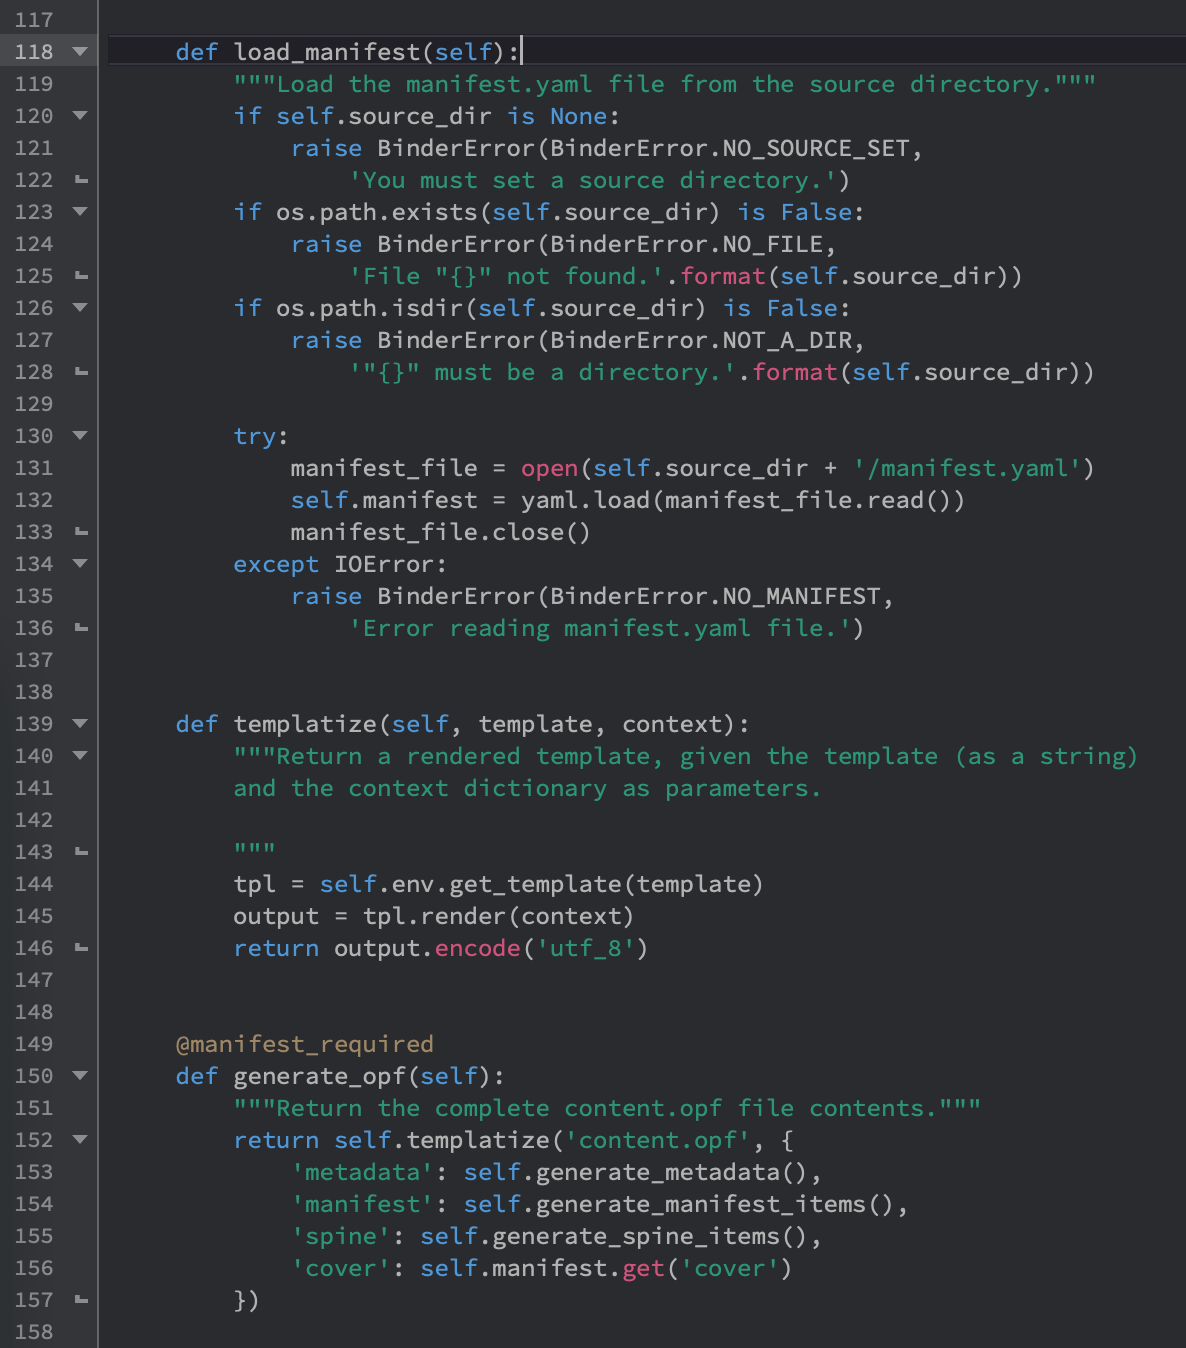 117
118 def load_manifest(self):
119 """Load the manifest.yaml file from the source directory."""
120 if self.source_dir is None:
121 raise BinderError(BinderError.NO_SOURCE_SET,
122 'You must set a source directory.')
123 if os.path.exists(self.source_dir) is False:
124 raise BinderError(BinderError.NO_FILE,
125 'File "{}" not found.'.format(self.source_dir))
126 if os.path.isdir(self.source_dir) is False:
127 raise BinderError(BinderError.NOT_A_DIR,
128 '"{}" must be a directory.'.format(self.source_dir))
129
130 try:
131 manifest_file = open(self.source_dir + '/manifest.yaml')
132 self.manifest = yaml.load(manifest_file.read())
133 manifest_file.close()
134 except IOError:
135 raise BinderError(BinderError.NO_MANIFEST,
136 'Error reading manifest.yaml file.')
137
138
139 def templatize(self, template, context):
140 """Return a rendered template, given the template (as a string)
141 and the context dictionary as parameters.
142
143 """
144 tpl = self.env.get_template(template)
145 output = tpl.render(context)
146 return output.encode('utf_8')
147
148
149 @manifest_required
150 def generate_opf(self):
151 """Return the complete content.opf file contents."""
152 return self.templatize('content.opf', {
153 'metadata': self.generate_metadata(),
154 'manifest': self.generate_manifest_items(),
155 'spine': self.generate_spine_items(),
156 'cover': self.manifest.get('cover')
157 })
158